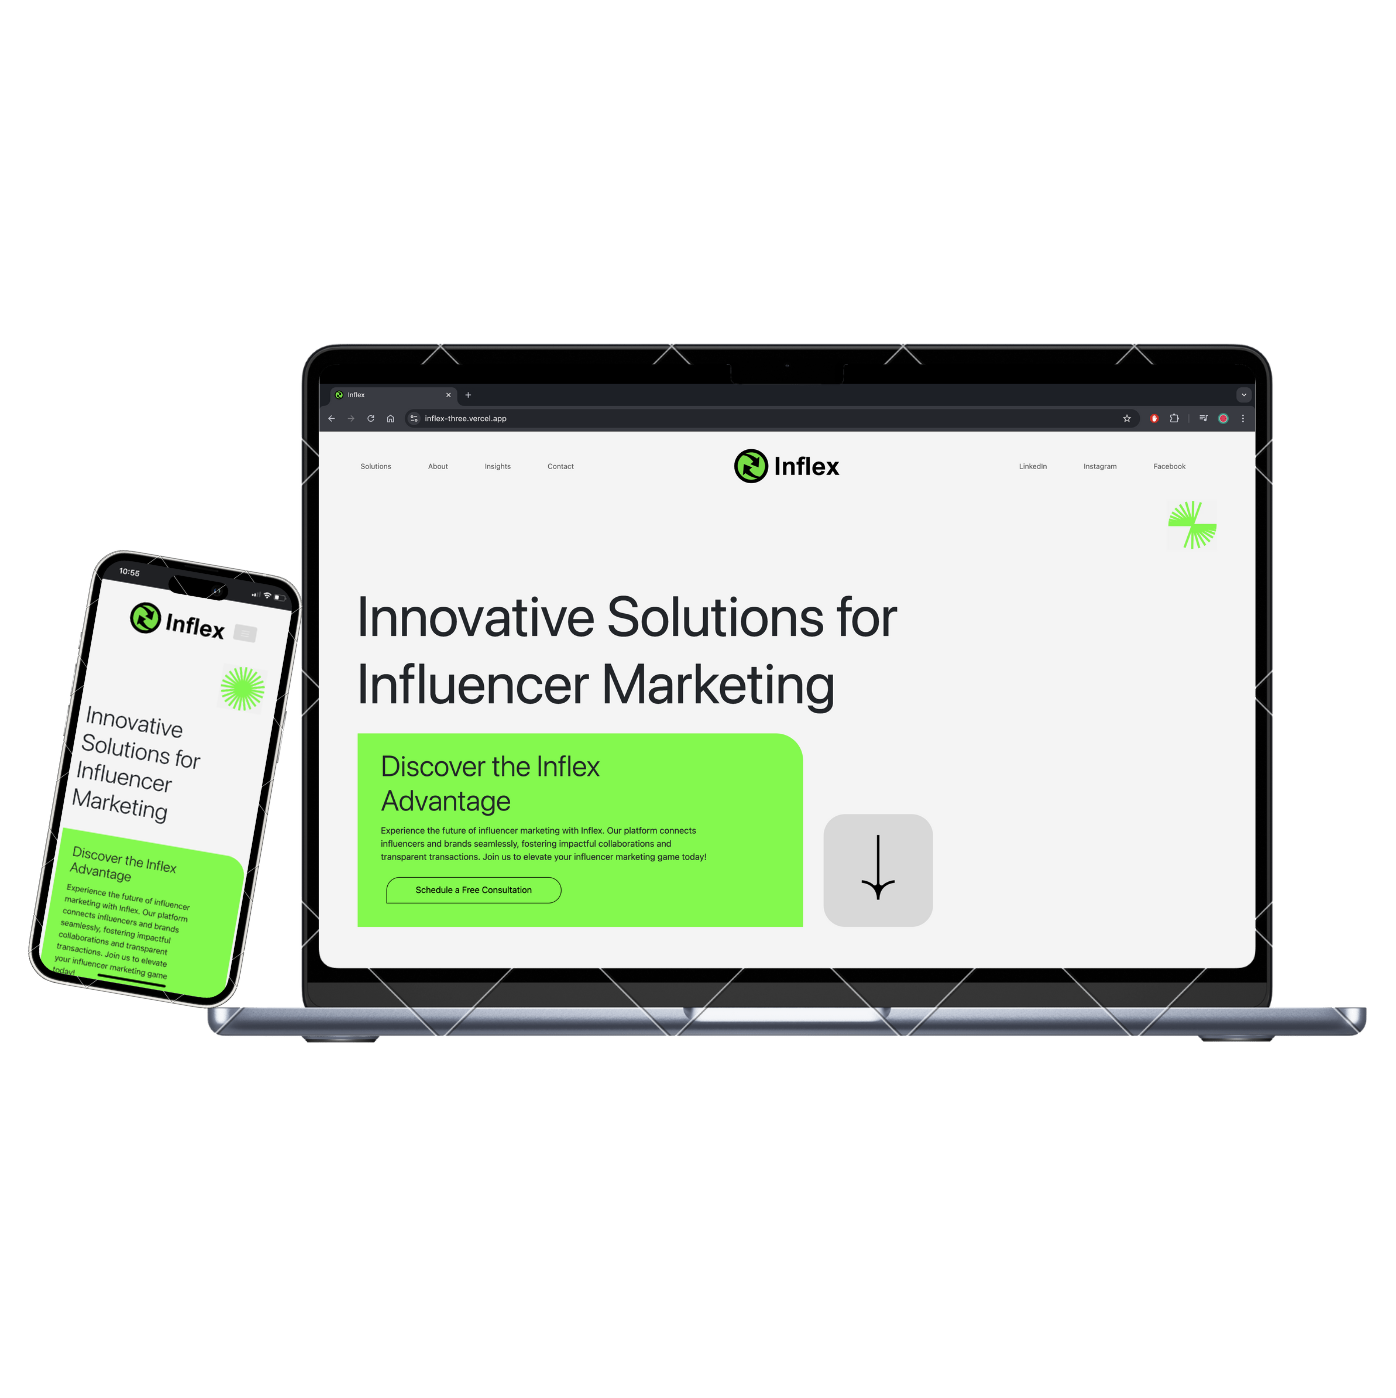 Inflex
inflex-three.vercel.app
Solutions About Insights Contact
Inflex
LinkedIn Instagram Facebook
Innovative Solutions for
Influencer Marketing
Discover the Inflex
Advantage
Experience the future of influencer marketing with Inflex. Our platform connects
influencers and brands seamlessly, fostering impactful collaborations and
transparent transactions. Join us to elevate your influencer marketing game today!
Schedule a Free Consultation
10:55
Inflex
Innovative
Solutions for
Influencer
Marketing
Discover the Inflex
Advantage
Experience the future of influencer
marketing with Inflex. Our platform
connects influencers and brands
seamlessly, fostering impactful
collaborations and transparent
transactions. Join us to elevate
your influencer marketing game
today!